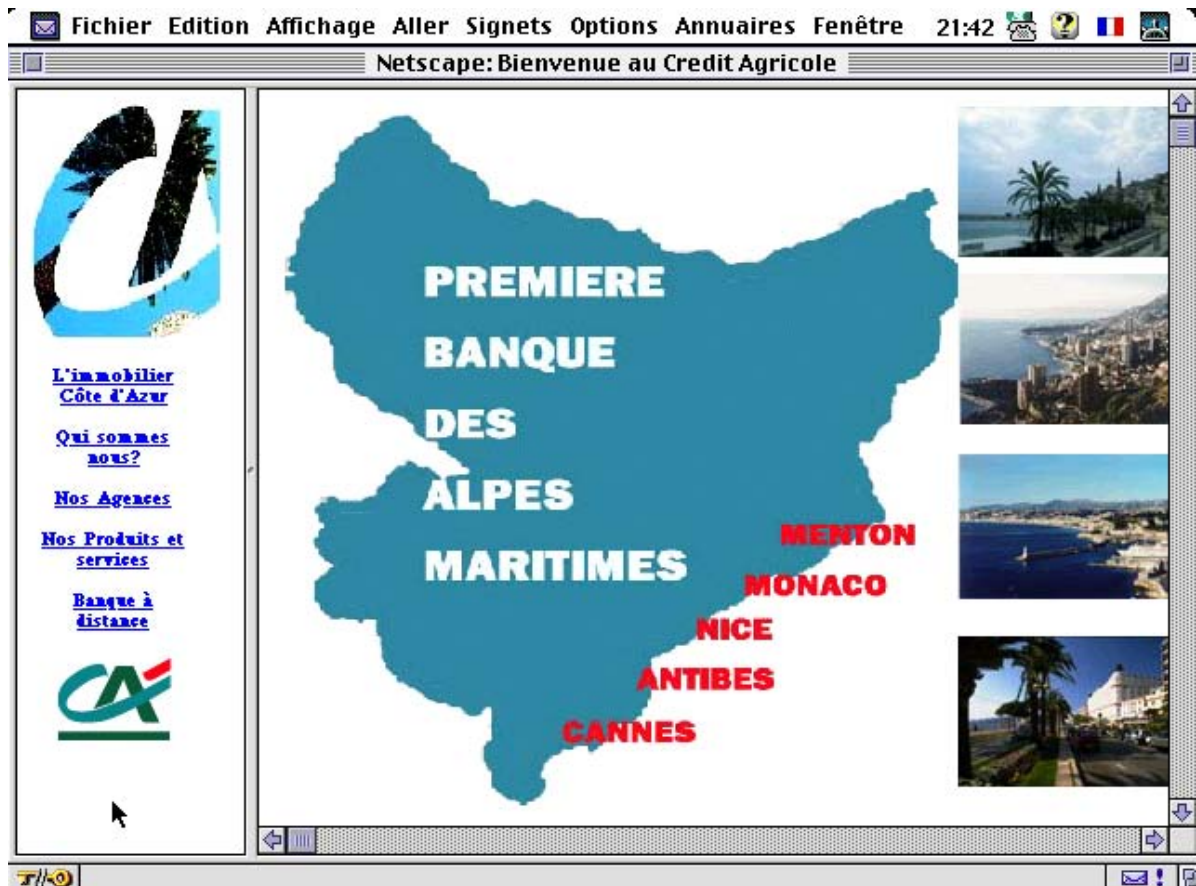 Fichier Edition Affichage Aller Signets Options Annuaires Fenêtre 21:42
Netscape: Bienvenue au Credit Agricole
L'immobilier
Côte d'Azur
Qui sommes
nous?
Nos Agences
Nos Produits et
services
Banque à
distance
CA
PREMIERE
BANQUE
DES
ALPES
MARITIMES
MENTON
MONACO
NICE
ANTIBES
CANNES